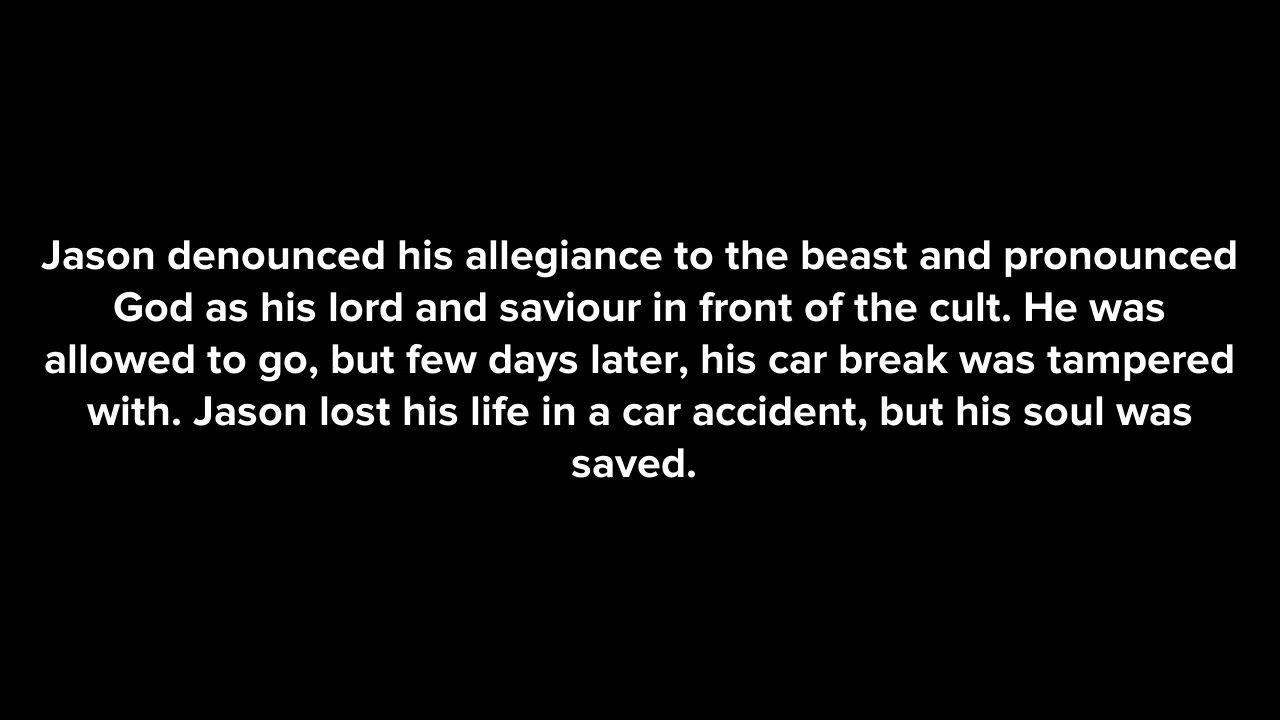 Jason denounced his allegiance to the beast and pronounced
God as his lord and saviour in front of the cult. He was
allowed to go, but few days later, his car break was tampered
with. Jason lost his life in a car accident, but his soul was
saved.